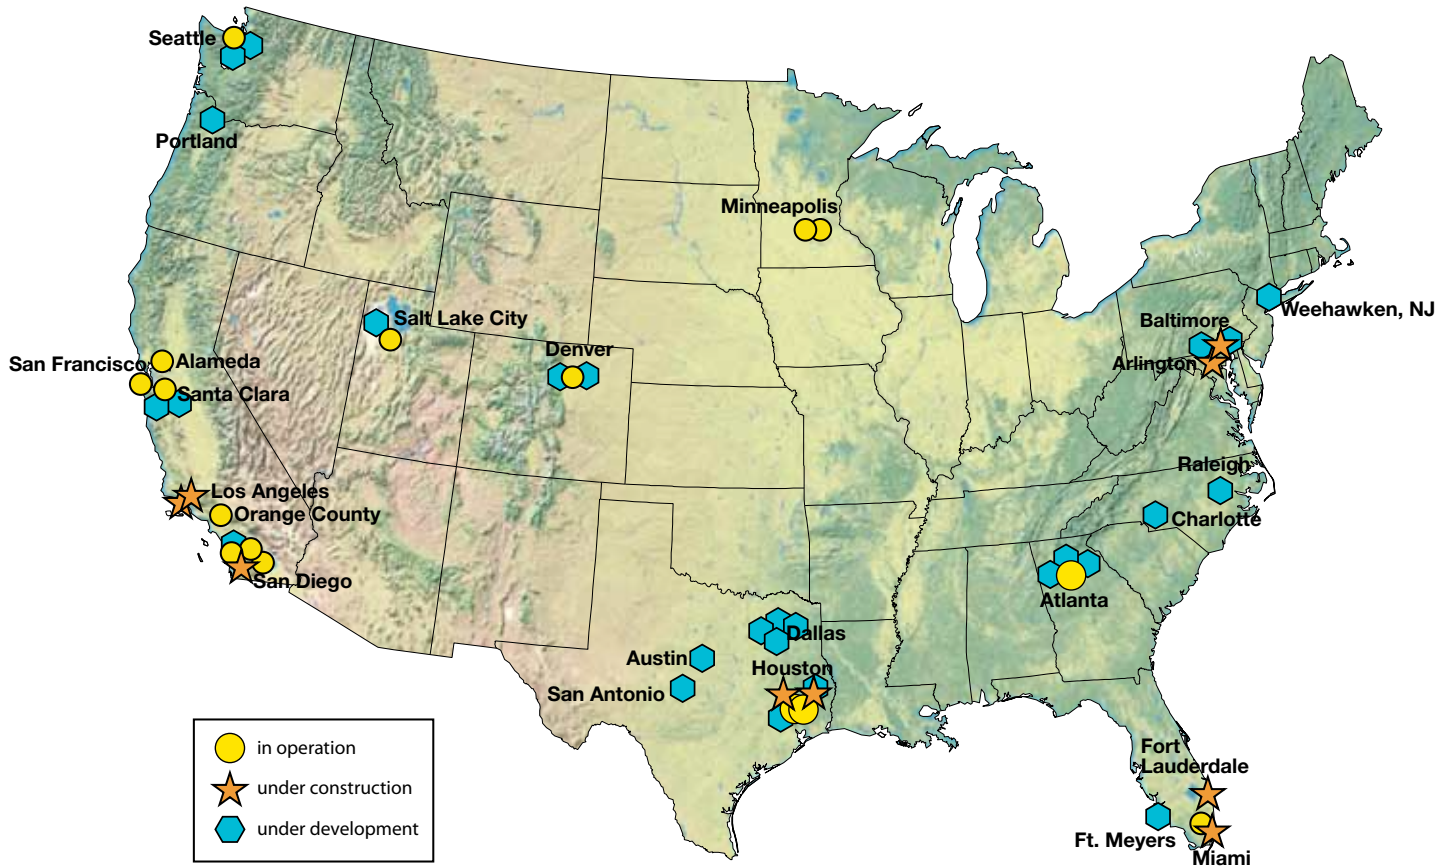 Seattle
Portland
Minneapolis
Salt Lake City
Weehawken, NJ
Baltimore
Denver
San Francisco
Alameda
Arlington
Santa Clara
Raleigh
Los Angeles
Orange County
Charlotte
San Diego
Atlanta
Dallas
Austin
Houston
San Antonio
in operation
under construction
under development
Fort
Lauderdale
Ft. Meyers
Miami